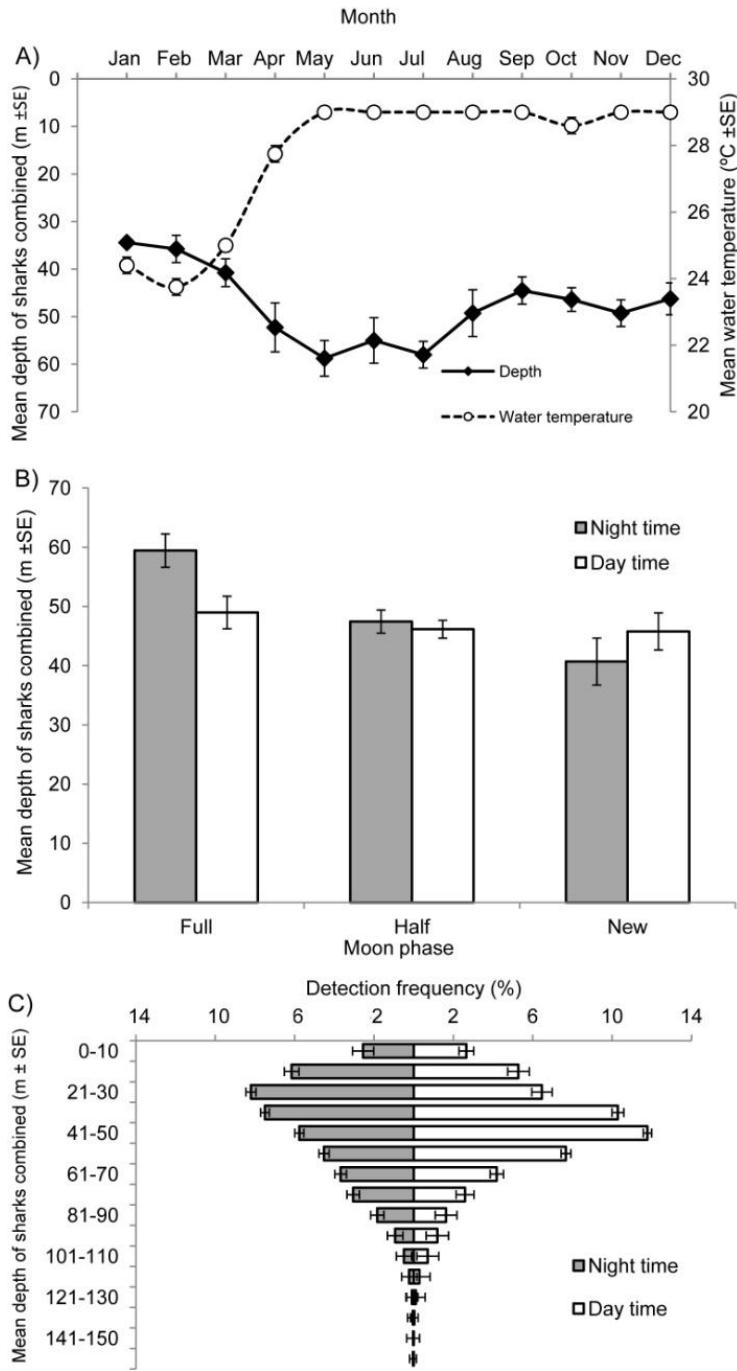 Month
A)
Jan Feb Mar Apr May Jun Jul Aug Sep Oct Nov Dec
0
10
20
30
40
50
60
70
Mean depth of sharks combined (m ±SE)
30
28
26
24
22
20
Mean water temperature (ºC ±SE)
Depth
Water temperature
B)
70
60
50
40
30
20
10
0
Mean depth of sharks combined (m ±SE)
Night time
Day time
Full Half New
Moon phase
C)
Detection frequency (%)
14 10 6 2 2 6 10 14
Mean depth of sharks combined (m ± SE)
0-10
21-30
41-50
61-70
81-90
101-110
121-130
141-150
Night time
Day time